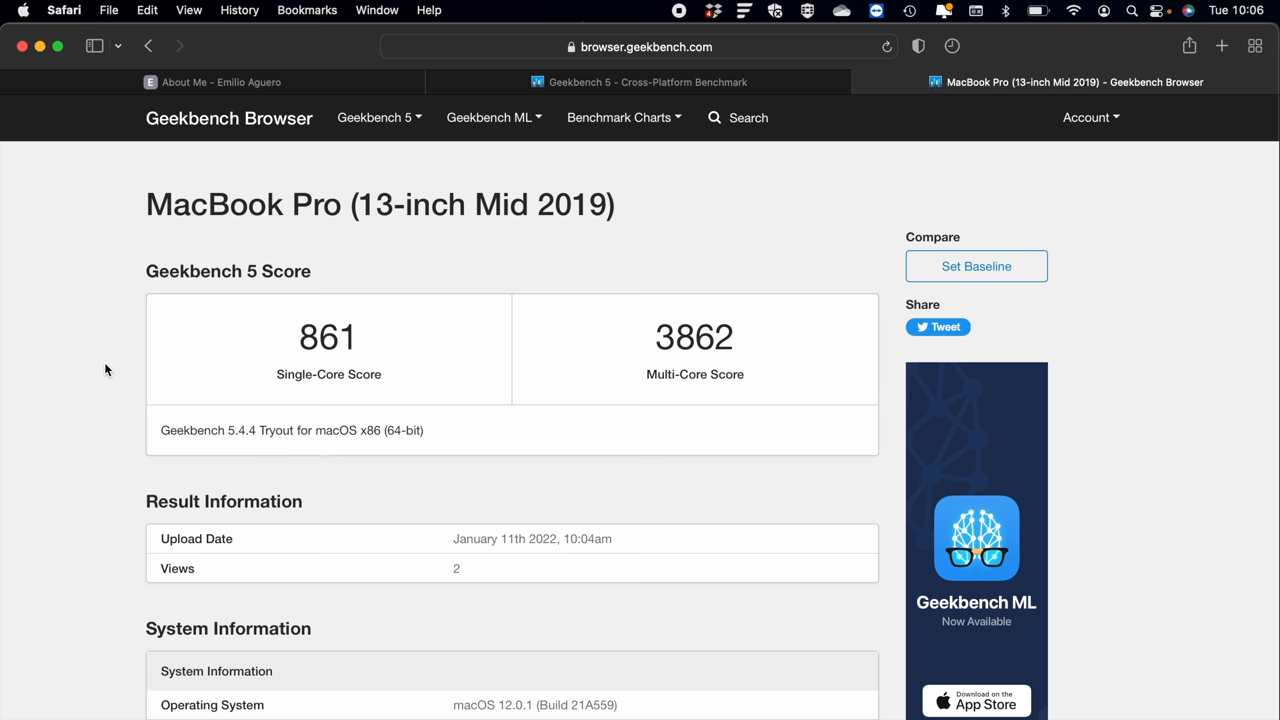 Safari File Edit View History Bookmarks Window Help Tue 10:06
browser.geekbench.com
E About Me - Emilio Aguero Geekbench 5 - Cross-Platform Benchmark MacBook Pro (13-inch Mid 2019) - Geekbench Browser
Geekbench Browser Geekbench 5 Geekbench ML Benchmark Charts Search Account
MacBook Pro (13-inch Mid 2019)
Compare
Set Baseline
Share
Tweet
Geekbench 5 Score
861 3862
Single-Core Score Multi-Core Score
Geekbench 5.4.4 Tryout for macOS x86 (64-bit)
Result Information
Upload Date January 11th 2022, 10:04am
Views 2
System Information
System Information
Operating System macOS 12.0.1 (Build 21A559)
Geekbench ML
Now Available
Download on the
App Store